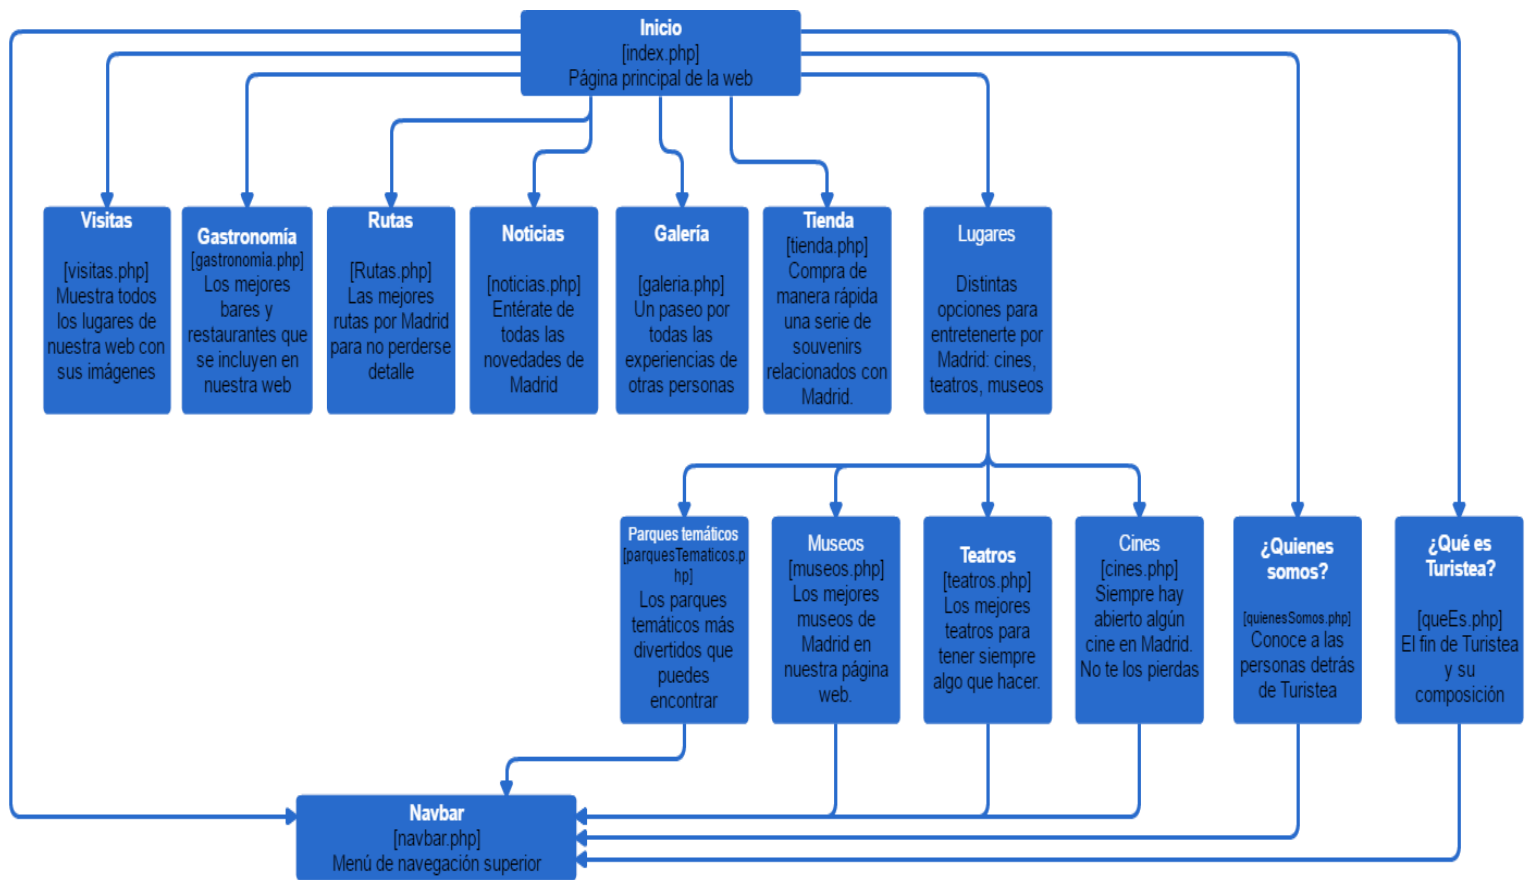 Inicio
[index.php]
Página principal de la web
Visitas
[visitas.php]
Muestra todos
los lugares de
nuestra web con
sus imágenes
Gastronomía
[gastronomia.php]
Los mejores
bares y
restaurantes que
se incluyen en
nuestra web
Rutas
[Rutas.php]
Las mejores
rutas por Madrid
para no perderse
detalle
Noticias
[noticias.php]
Entérate de
todas las
novedades de
Madrid
Galería
[galeria.php]
Un paseo por
todas las
experiencias de
otras personas
Tienda
[tienda.php]
Compra de
manera rápida
una serie de
souvenirs
relacionados con
Madrid.
Lugares
Distintas
opciones para
entretenerte por
Madrid: cines,
teatros, museos
Parques temáticos
[parquesTematicos.p
hp]
Los parques
temáticos más
divertidos que
puedes
encontrar
Museos
[museos.php]
Los mejores
museos de
Madrid en
nuestra página
web.
Teatros
[teatros.php]
Los mejores
teatros para
tener siempre
algo que hacer.
Cines
[cines.php]
Siempre hay
abierto algún
cine en Madrid.
No te los pierdas
¿Quienes
somos?
[quienesSomos.php]
Conoce a las
personas detrás
de Turistea
¿Qué es
Turistea?
[queEs.php]
El fin de Turistea
y su
composición
Navbar
[navbar.php]
Menú de navegación superior